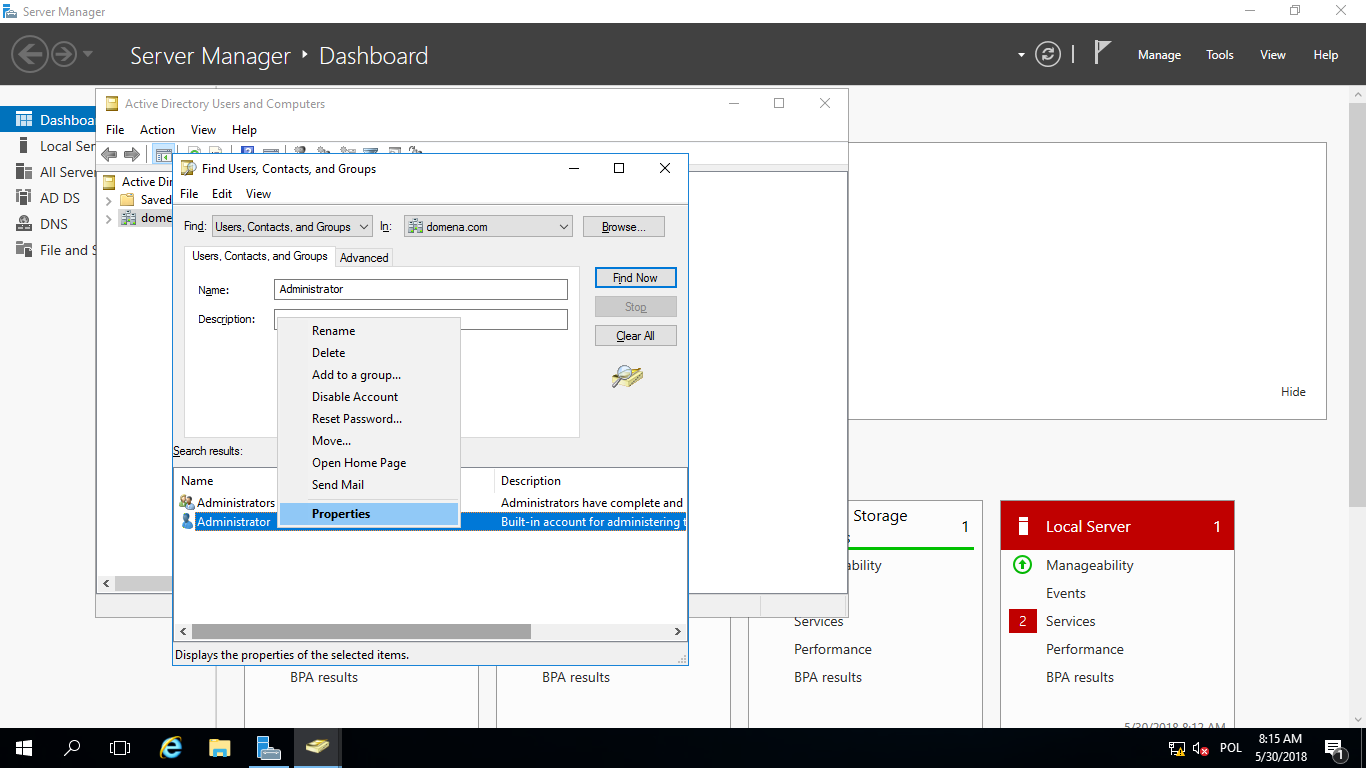 Server Manager
Server Manager ‣ Dashboard
Manage Tools View Help
Dashboa
Local Ser
All Server
AD DS
DNS
File and S
Active Directory Users and Computers
File Action View Help
Active Dir
Saved
dome
Find Users, Contacts, and Groups
File Edit View
Find: Users, Contacts, and Groups In: domena.com Browse...
Users, Contacts, and Groups Advanced
Name: Administrator
Description:
Find Now
Stop
Clear All
Rename
Delete
Add to a group...
Disable Account
Reset Password...
Move...
Open Home Page
Send Mail
Properties
Search results:
Name Description
Administrators Administrators have complete and
Administrator Built-in account for administering t
Displays the properties of the selected items.
Hide
BPA results
BPA results
Storage 1
s
ability
Services
Performance
BPA results
Local Server 1
Manageability
Events
2 Services
Performance
BPA results
5/30/2018 8:12 AM
POL
8:15 AM
5/30/2018
1